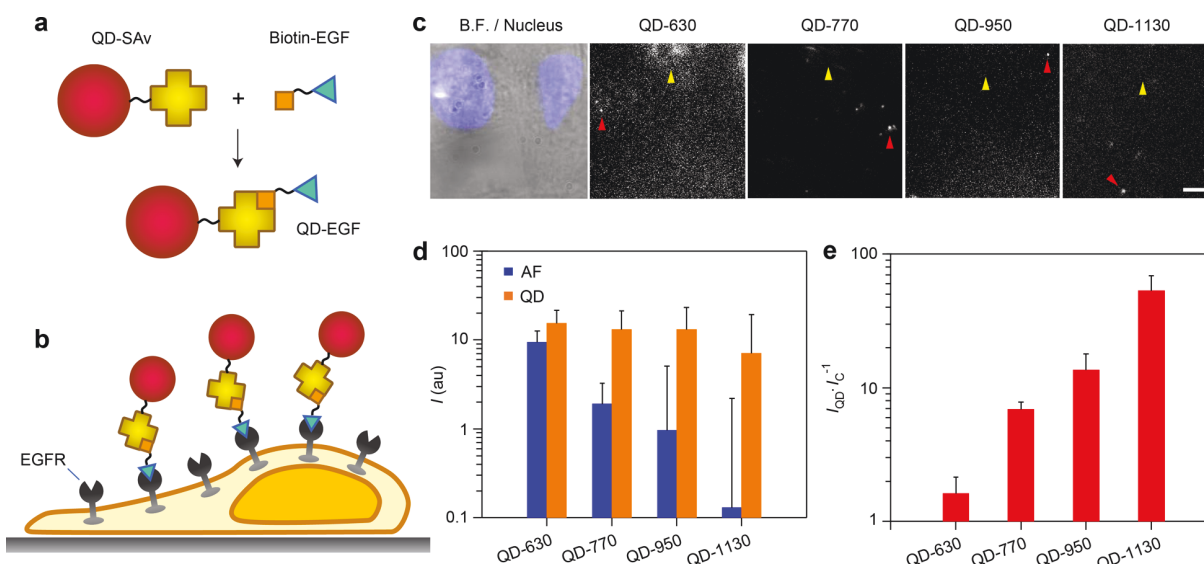 a
QD-SAv
Biotin-EGF
+
QD-EGF
b
EGFR
c
B.F. / Nucleus
QD-630
QD-770
QD-950
QD-1130
d
I (au)
100
10
1
0.1
AF
QD
QD-630
QD-770
QD-950
QD-1130
e
I_QD· I_C^-1
100
10
1
QD-630
QD-770
QD-950
QD-1130